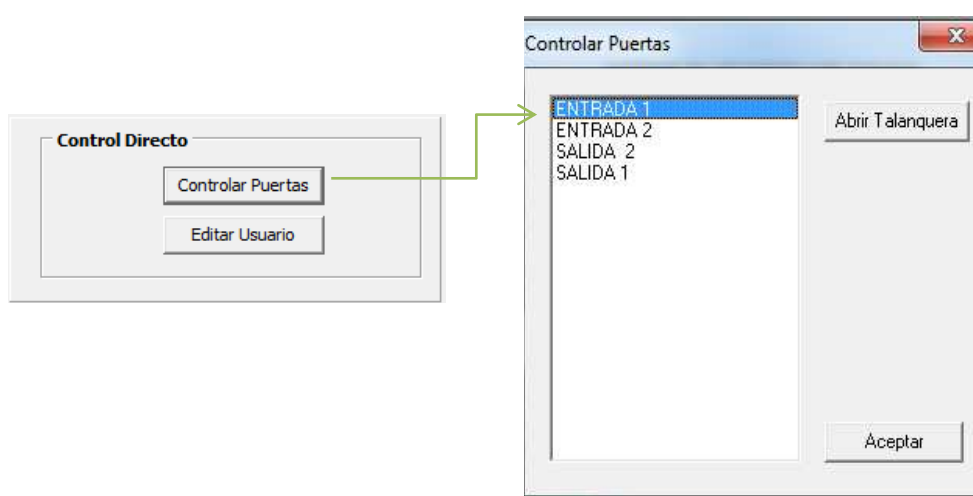 Control Directo
Controlar Puertas
Editar Usuario
Controlar Puertas
ENTRADA 1
ENTRADA 2
SALIDA 2
SALIDA 1
Abrir Talanquera
Aceptar